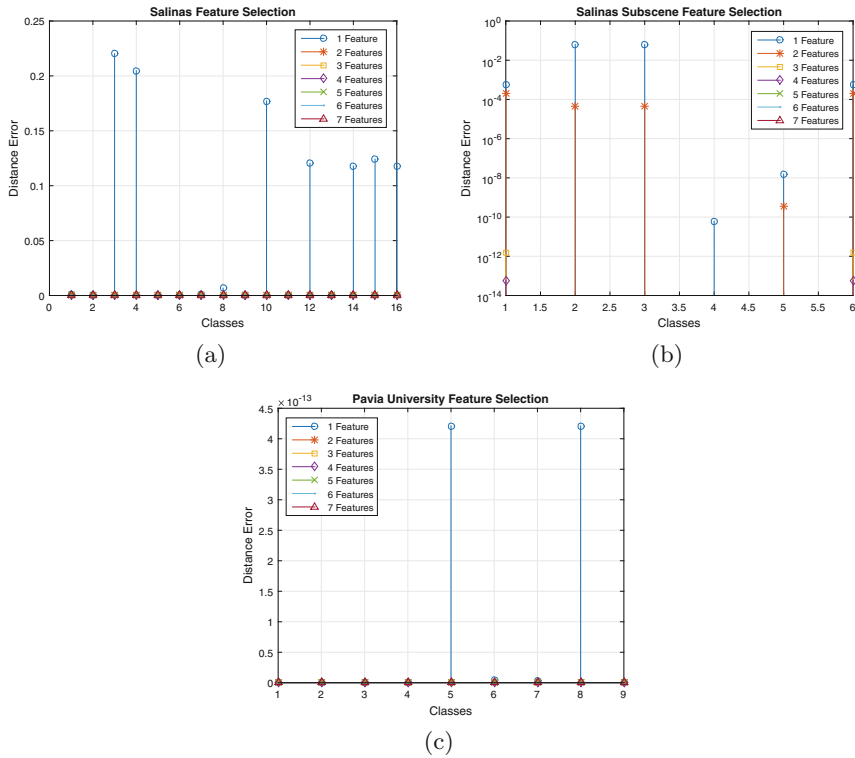 Salinas Feature Selection
0.25
0.2
0.15
0.1
0.05
0
Distance Error
0 2 4 6 8 10 12 14 16
Classes
1 Feature
2 Features
3 Features
4 Features
5 Features
6 Features
7 Features
(a)
Salinas Subscene Feature Selection
10^0
10^-2
10^-4
10^-6
10^-8
10^-10
10^-12
10^-14
Distance Error
1 1.5 2 2.5 3 3.5 4 4.5 5 5.5 6
Classes
1 Feature
2 Features
3 Features
4 Features
5 Features
6 Features
7 Features
(b)
Pavia University Feature Selection
× 10^-13
4.5
4
3.5
3
2.5
2
1.5
1
0.5
0
Distance Error
1 2 3 4 5 6 7 8 9
Classes
1 Feature
2 Features
3 Features
4 Features
5 Features
6 Features
7 Features
(c)